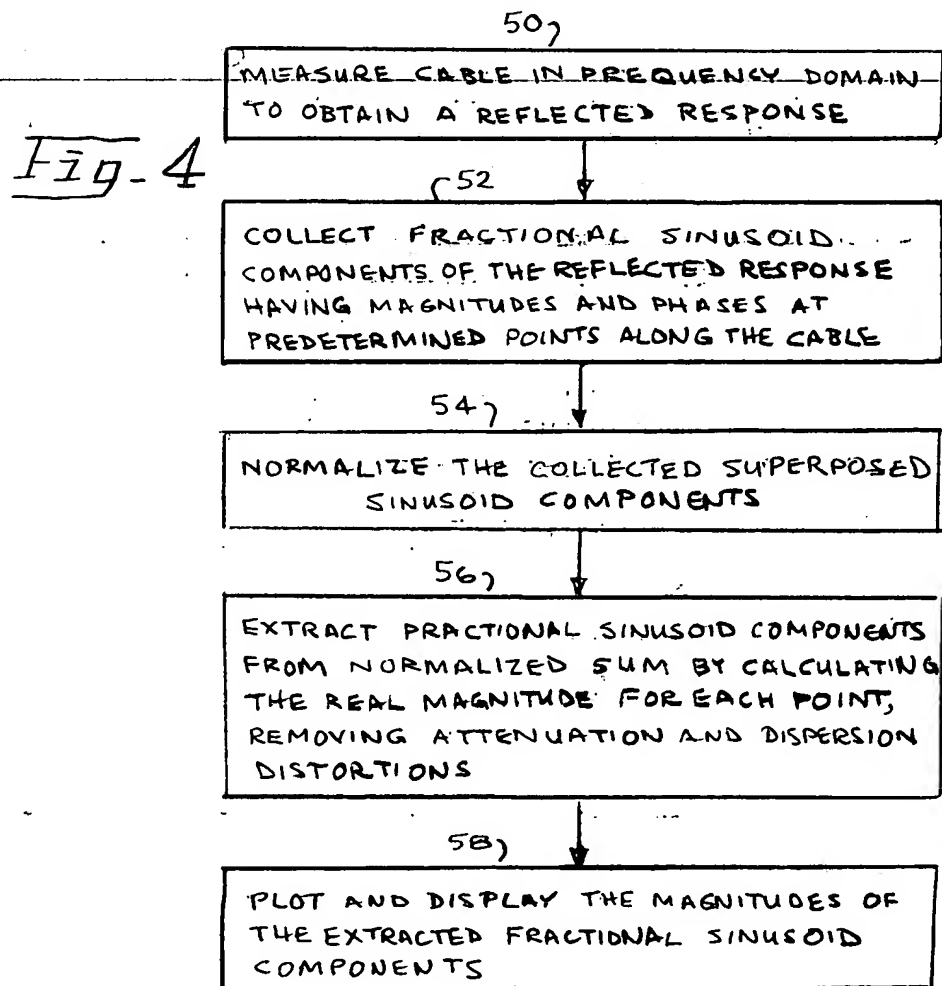 50
MEASURE CABLE IN PREQUENCY DOMAIN
TO OBTAIN A REFLECTED RESPONSE
Fig-4
52
COLLECT FRACTIONAL SINUSOID
COMPONENTS OF THE REFLECTED RESPONSE
HAVING MAGNITUDES AND PHASES AT
PREDETERMINED POINTS ALONG THE CABLE
54
NORMALIZE THE COLLECTED SUPERPOSED
SINUSOID COMPONENTS
56
EXTRACT PRACTIONAL SINUSOID COMPONENTS
FROM NORMALIZED SUM BY CALCULATING
THE REAL MAGNITUDE FOR EACH POINT,
REMOVING ATTENUATION AND DISPERSION
DISTORTIONS
58
PLOT AND DISPLAY THE MAGNITUDES OF
THE EXTRACTED FRACTIONAL SINUSOID
COMPONENTS